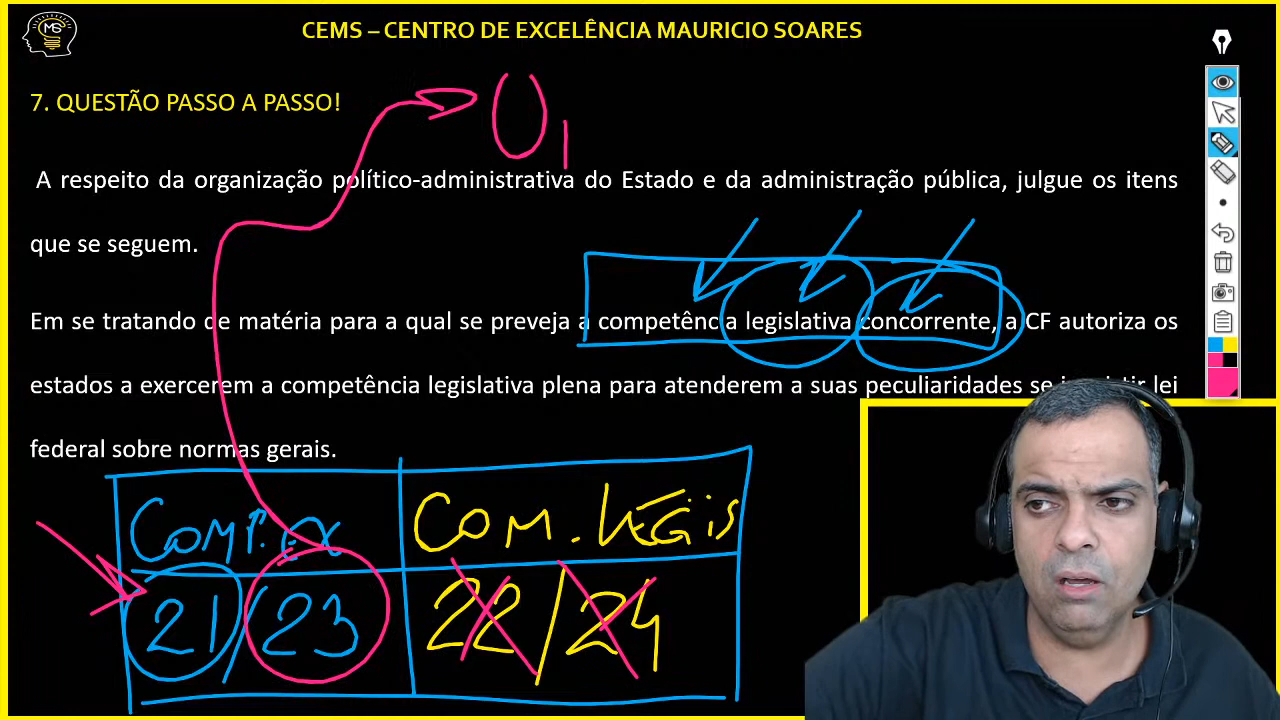 CEMS – CENTRO DE EXCELÊNCIA MAURICIO SOARES
MS
7. QUESTÃO PASSO A PASSO!
U,
A respeito da organização político-administrativa do Estado e da administração pública, julgue os itens
que se seguem.
Em se tratando de matéria para a qual se preveja a competência legislativa concorrente, a CF autoriza os
estados a exercerem a competência legislativa plena para atenderem a suas peculiaridades se lei
federal sobre normas gerais.
COMP. EX COM. LEGIS
21/23 22/24